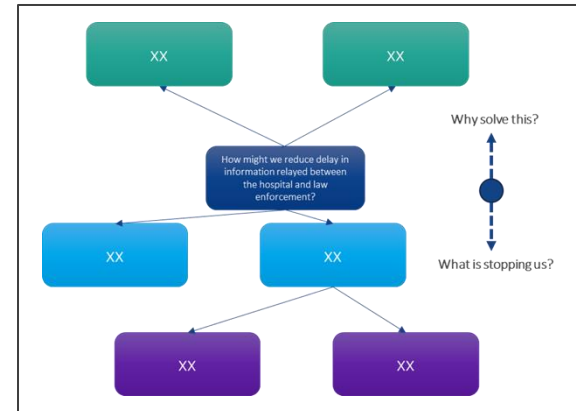 XX
XX
How might we reduce delay in
information relayed between
the hospital and law
enforcement?
Why solve this?
XX
XX
What is stopping us?
XX
XX